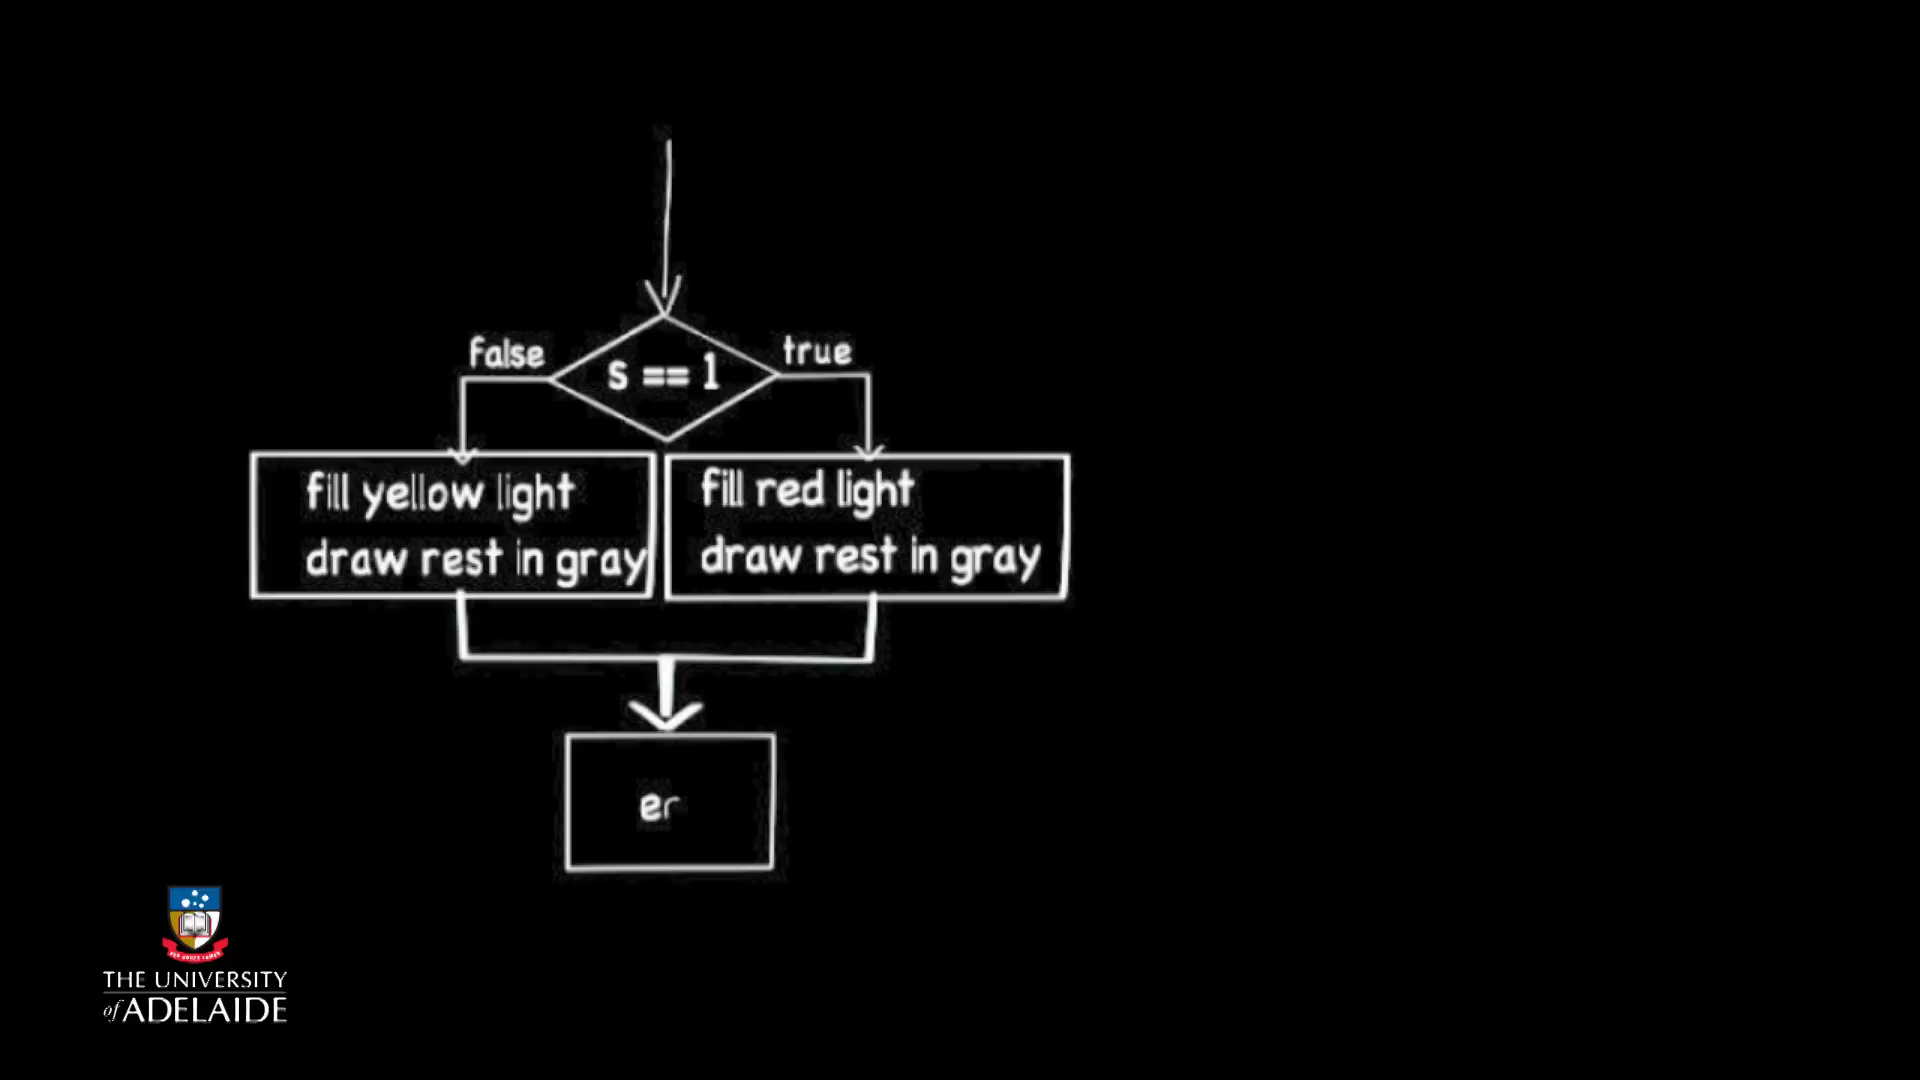 false
s == 1
true
fill yellow light
draw rest in gray
fill red light
draw rest in gray
er
THE UNIVERSITY
of ADELAIDE